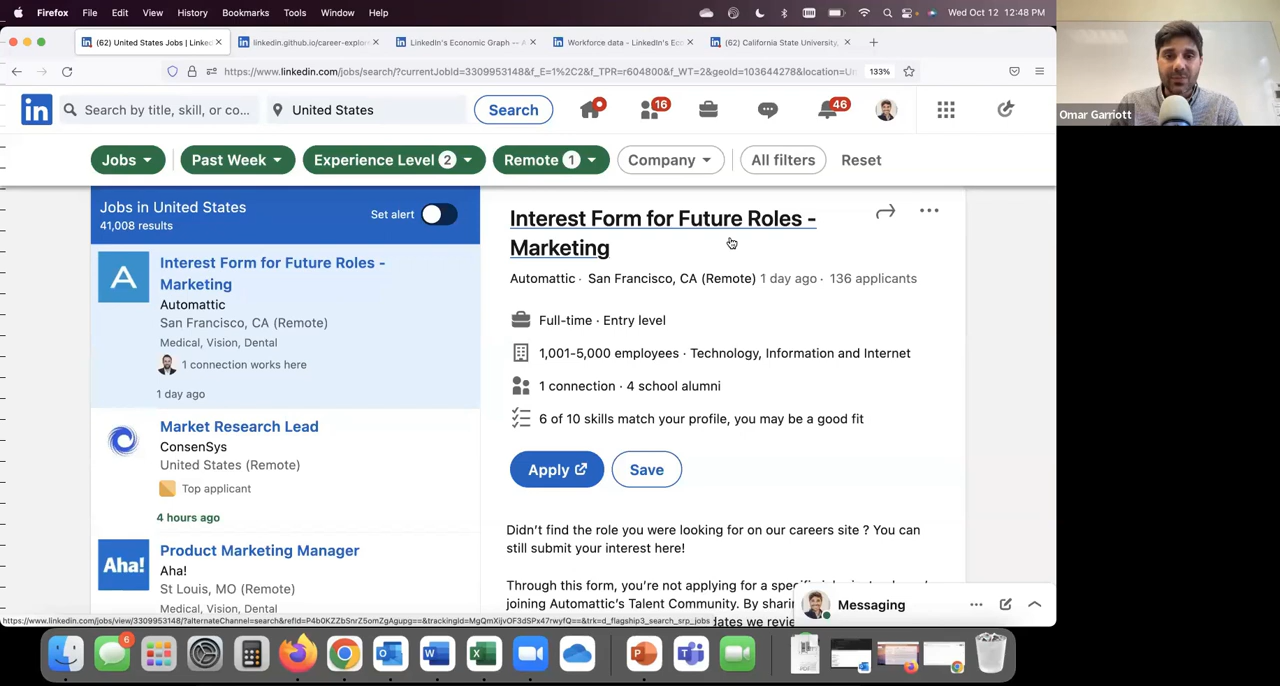 Firefox File Edit View History Bookmarks Tools Window Help
Wed Oct 12 12:48 PM
(62) United States Jobs | Linked
linkedin.github.io/career-explor
LinkedIn's Economic Graph --
Workforce data - LinkedIn's Ec
(62) California State University,
https://www.linkedin.com/jobs/search/?currentJobId=3309953148&f_E=1%2C2&f_TPR=r604800&f_WT=2&geoId=103644278&location=Un
133%
in
Search by title, skill, or co...
United States
Search
16
46
Jobs
Past Week
Experience Level 2
Remote 1
Company
All filters
Reset
Jobs in United States
41,008 results
Set alert
Interest Form for Future Roles -
Marketing
Automattic
San Francisco, CA (Remote)
Medical, Vision, Dental
1 connection works here
1 day ago
Market Research Lead
ConsenSys
United States (Remote)
Top applicant
4 hours ago
Aha!
Product Marketing Manager
Aha!
St Louis, MO (Remote)
Medical, Vision, Dental
Interest Form for Future Roles -
Marketing
Automattic · San Francisco, CA (Remote) 1 day ago · 136 applicants
Full-time · Entry level
1,001-5,000 employees · Technology, Information and Internet
1 connection · 4 school alumni
6 of 10 skills match your profile, you may be a good fit
Apply
Save
Didn't find the role you were looking for on our careers site ? You can
still submit your interest here!
Through this form, you're not applying for a
joining Automattic's Talent Community. By
dates we
Messaging
Omar Garriott
6